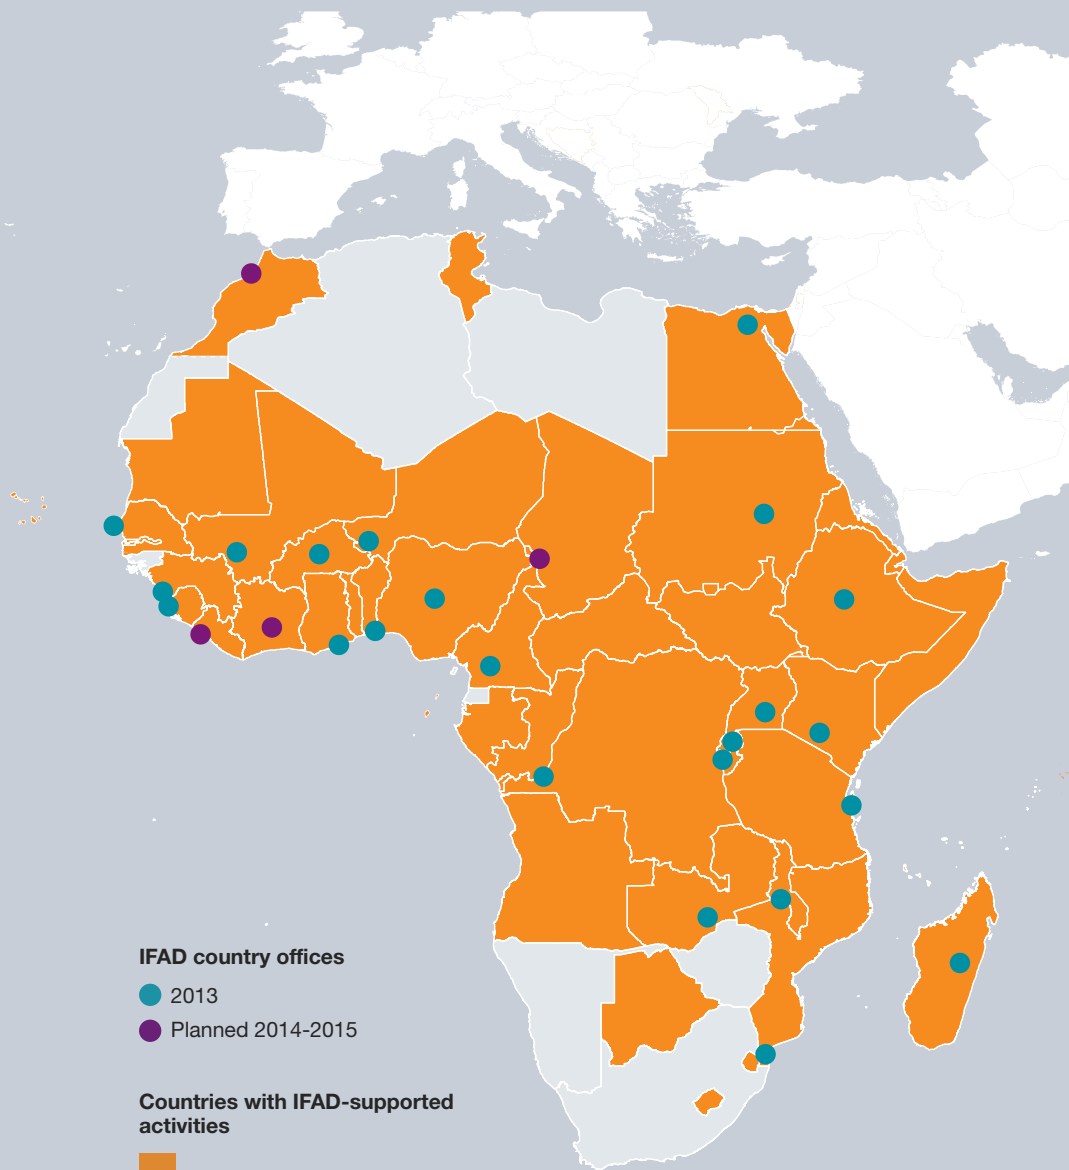 IFAD country offices
2013
Planned 2014-2015
Countries with IFAD-supported
activities